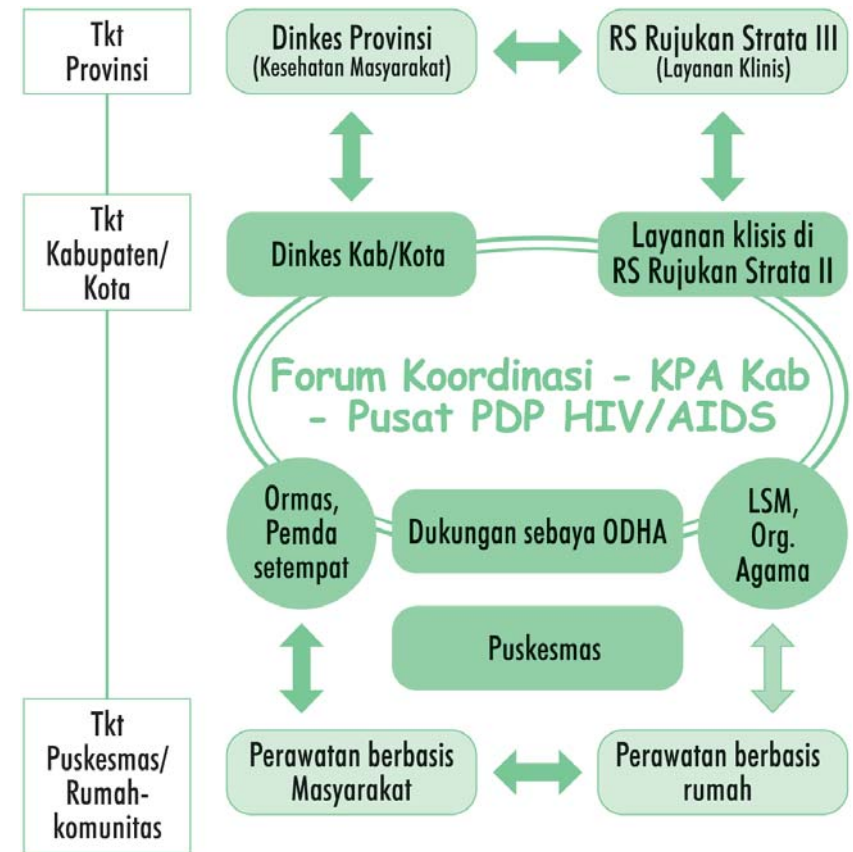 Tkt
Provinsi
Dinkes Provinsi
(Kesehatan Masyarakat)
RS Rujukan Strata III
(Layanan Klinis)
Tkt
Kabupaten/
Kota
Dinkes Kab/Kota
Layanan klisis di
RS Rujukan Strata II
Forum Koordinasi - KPA Kab
- Pusat PDP HIV/AIDS
Ormas,
Pemda
setempat
Dukungan sebaya ODHA
LSM,
Org.
Agama
Puskesmas
Tkt
Puskesmas/
Rumah-
komunitas
Perawatan berbasis
Masyarakat
Perawatan berbasis
rumah